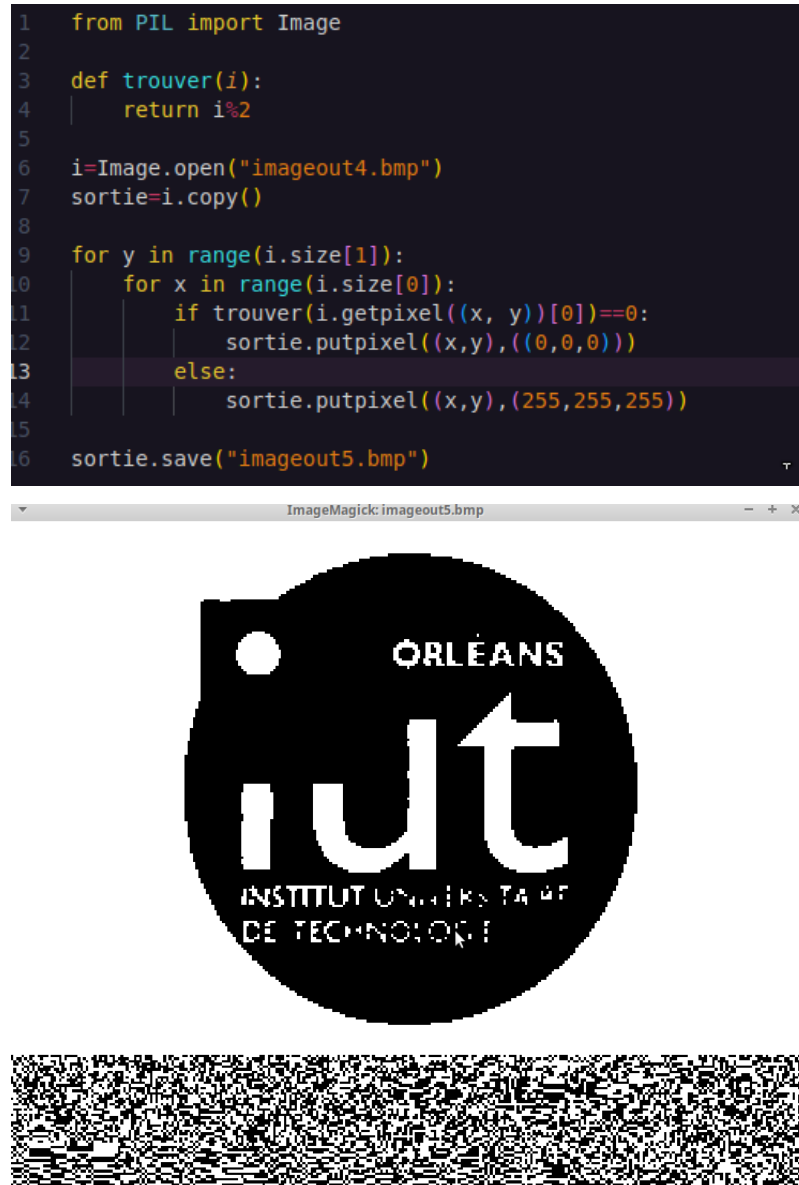 1 from PIL import Image
2
3 def trouver(i):
4 return i%2
5
6 i=Image.open("imageout4.bmp")
7 sortie=i.copy()
8
9 for y in range(i.size[1]):
10 for x in range(i.size[0]):
11 if trouver(i.getpixel((x, y))[0])==0:
12 sortie.putpixel((x,y),((0,0,0)))
13 else:
14 sortie.putpixel((x,y),(255,255,255))
15
16 sortie.save("imageout5.bmp")
ImageMagick: imageout5.bmp
ORLÉANS
iut
INSTITUT
DE